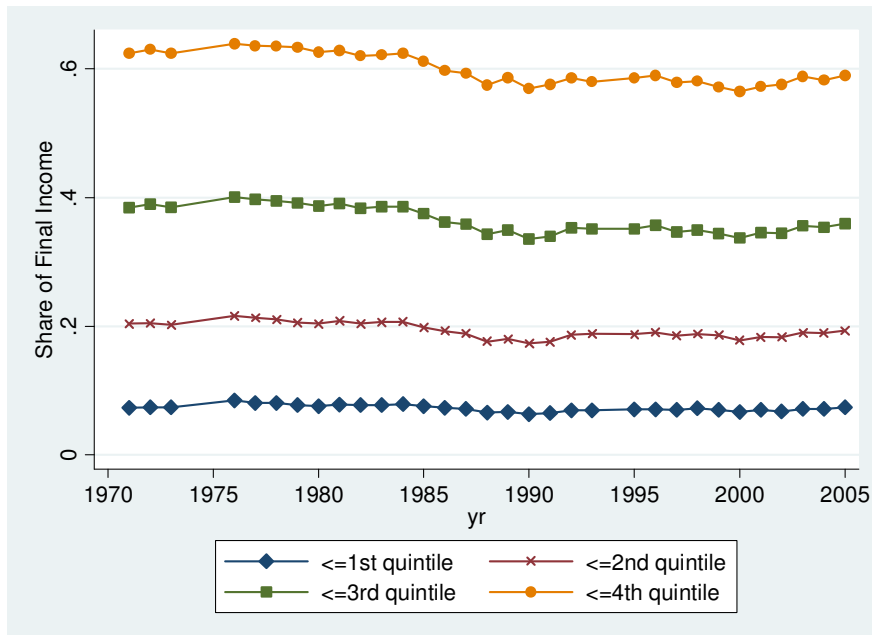 Share of Final Income
.6
.4
.2
0
1970 1975 1980 1985 1990 1995 2000 2005
yr
<=1st quintile <=2nd quintile
<=3rd quintile <=4th quintile